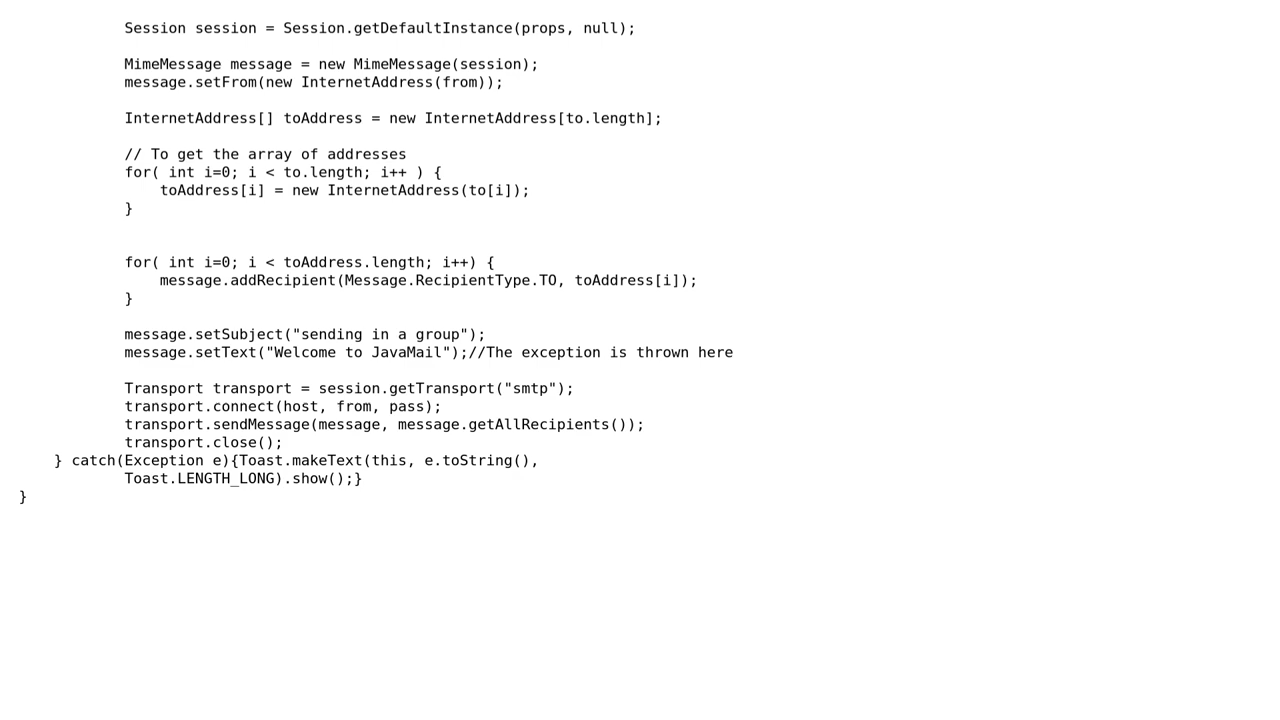 Session session = Session.getDefaultInstance(props, null);
MimeMessage message = new MimeMessage(session);
message.setFrom(new InternetAddress(from));
InternetAddress[] toAddress = new InternetAddress[to.length];
// To get the array of addresses
for( int i=0; i < to.length; i++ ) {
toAddress[i] = new InternetAddress(to[i]);
}
for( int i=0; i < toAddress.length; i++) {
message.addRecipient(Message.RecipientType.TO, toAddress[i]);
}
message.setSubject("sending in a group");
message.setText("Welcome to JavaMail");//The exception is thrown here
Transport transport = session.getTransport("smtp");
transport.connect(host, from, pass);
transport.sendMessage(message, message.getAllRecipients());
transport.close();
} catch(Exception e){Toast.makeText(this, e.toString(),
Toast.LENGTH_LONG).show();}
}